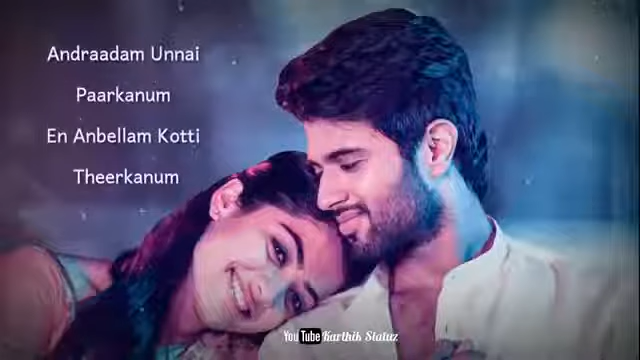 Andraadam Unnai
Paarkanum
En Anbellam Kotti
Theerkanum
YouTube Karthik Statuz